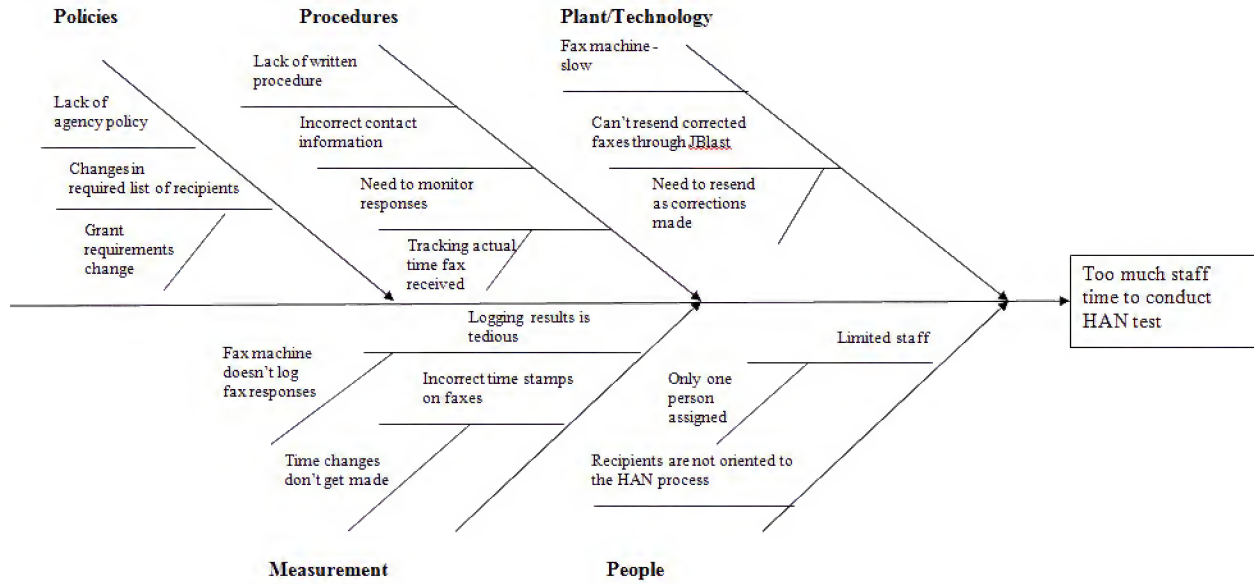 Policies
Procedures
Plant/Technology
Lack of
agency policy
Changes in
required list of recipients
Grant
requirements
change
Lack of written
procedure
Incorrect contact
information
Need to monitor
responses
Tracking actual
time fax
received
Fax machine -
slow
Can't resend corrected
faxes through JBlast
Need to resend
as corrections
made
Too much staff
time to conduct
HAN test
Logging results is
tedious
Fax machine
doesn't log
fax responses
Incorrect time stamps
on faxes
Time changes
don't get made
Limited staff
Only one
person
assigned
Recipients are not oriented to
the HAN process
Measurement
People